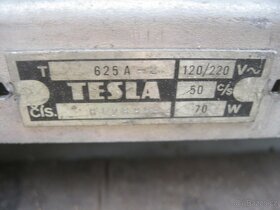 T 625 A 120/220 V~
TESLA 50 c/s
Čís. 70 W